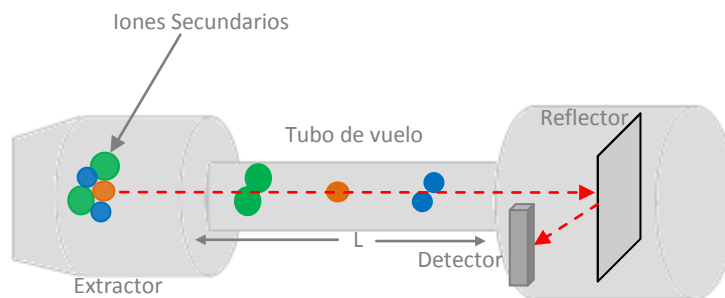 Iones Secundarios
Tubo de vuelo
Reflector
L
Detector
Extractor